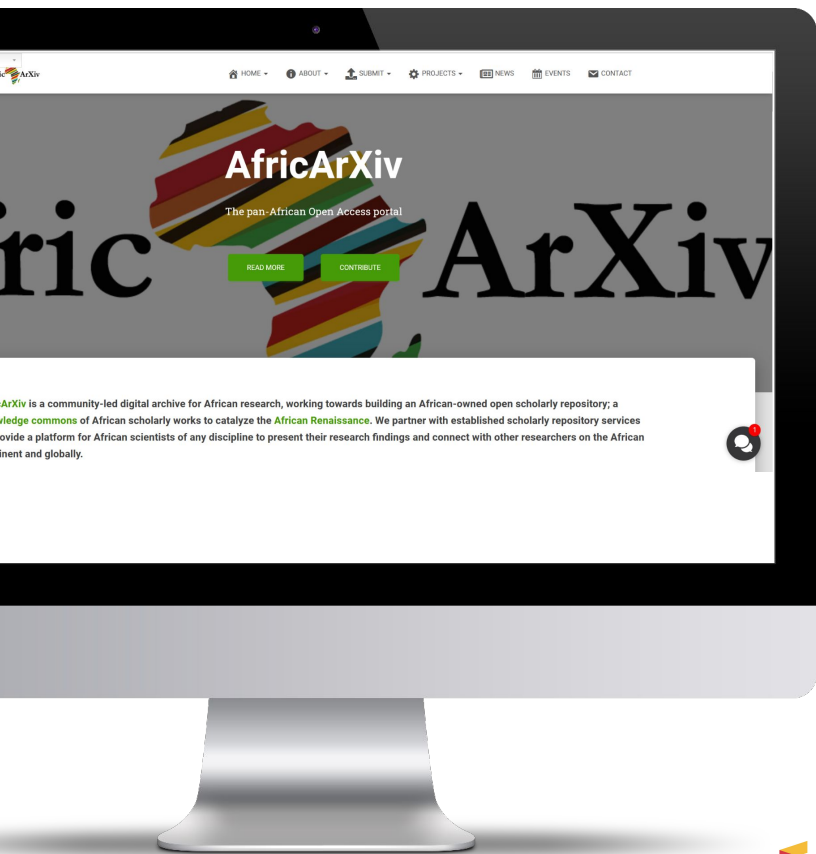 ic ArXiv
HOME ABOUT SUBMIT PROJECTS NEWS EVENTS CONTACT
AfricArXiv
The pan-African Open Access portal
ric ArXiv
READ MORE CONTRIBUTE
ArXiv is a community-led digital archive for African research, working towards building an African-owned open scholarly repository; a
wledge commons of African scholarly works to catalyze the African Renaissance. We partner with established scholarly repository services
ovide a platform for African scientists of any discipline to present their research findings and connect with other researchers on the African
inent and globally.
1